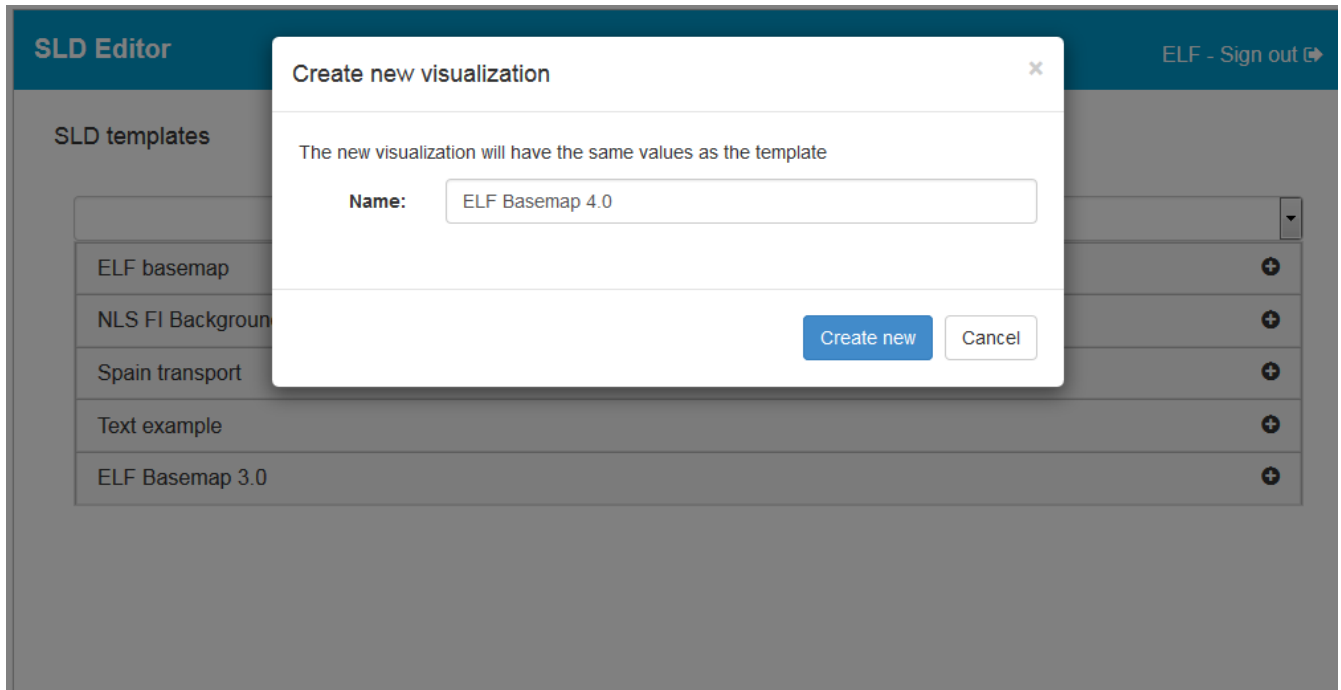 SLD Editor
ELF - Sign out
Create new visualization
×
SLD templates
The new visualization will have the same values as the template
Name: ELF Basemap 4.0
ELF basemap
NLS FI
Spain transport
Create new Cancel
Text example
ELF Basemap 3.0